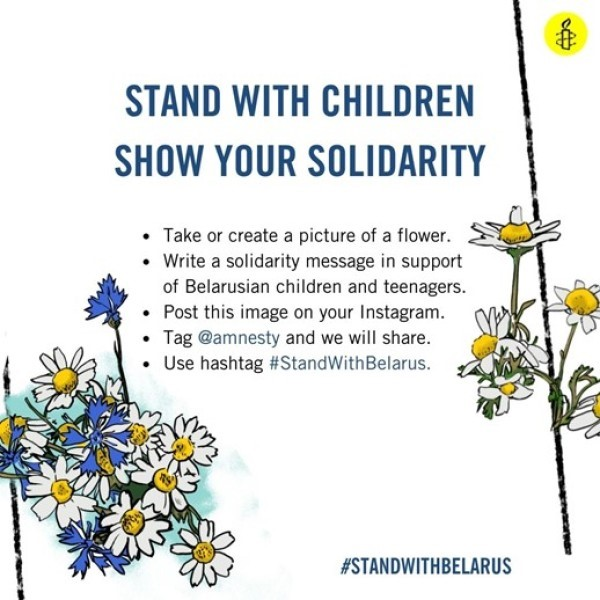 STAND WITH CHILDREN
SHOW YOUR SOLIDARITY
• Take or create a picture of a flower.
• Write a solidarity message in support
of Belarusian children and teenagers.
• Post this image on your Instagram.
• Tag @amnesty and we will share.
• Use hashtag #StandWithBelarus.
#STANDWITHBELARUS